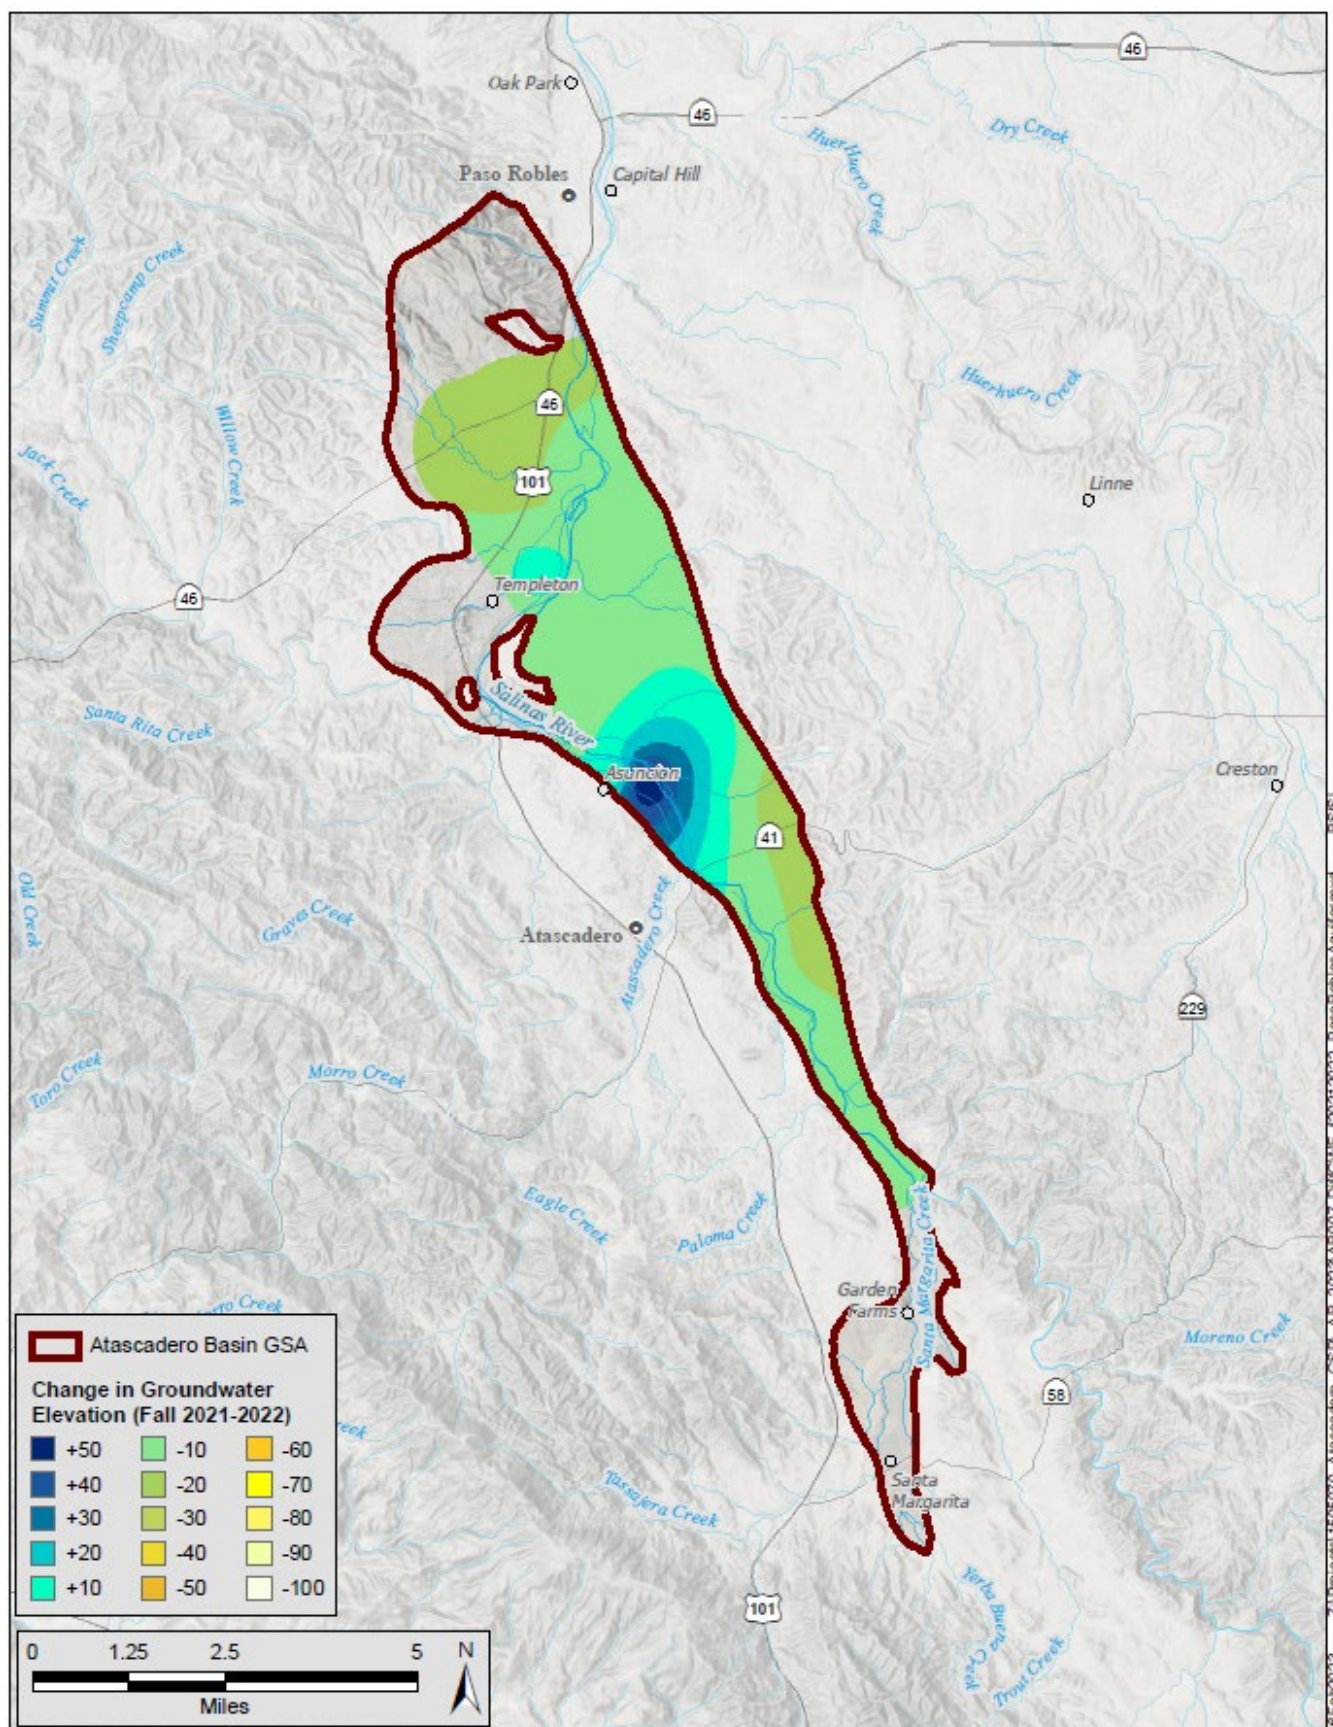 46
Oak Park
46
Dry Creek
Huer Huero Creek
Paso Robles
Capital Hill
Summit Creek
Sheepcamp Creek
Huerhuero Creek
46
Willow Creek
Jack Creek
101
Linne
Templeton
46
Salinas River
Santa Rita Creek
Asuncion
Creston
41
Old Creek
Graves Creek
Atascadero
Atascadero Creek
229
Toro Creek
Morro Creek
Eagle Creek
Paloma Creek
Santa Margarita Creek
Garden
Farms
Moreno Creek
58
Santa
Margarita
Tassajera Creek
Yerba Buena Creek
Trout Creek
101
Atascadero Basin GSA
Change in Groundwater
Elevation (Fall 2021-2022)
+50 -10 -60
+40 -20 -70
+30 -30 -80
+20 -40 -90
+10 -50 -100
0 1.25 2.5 5
Miles
N